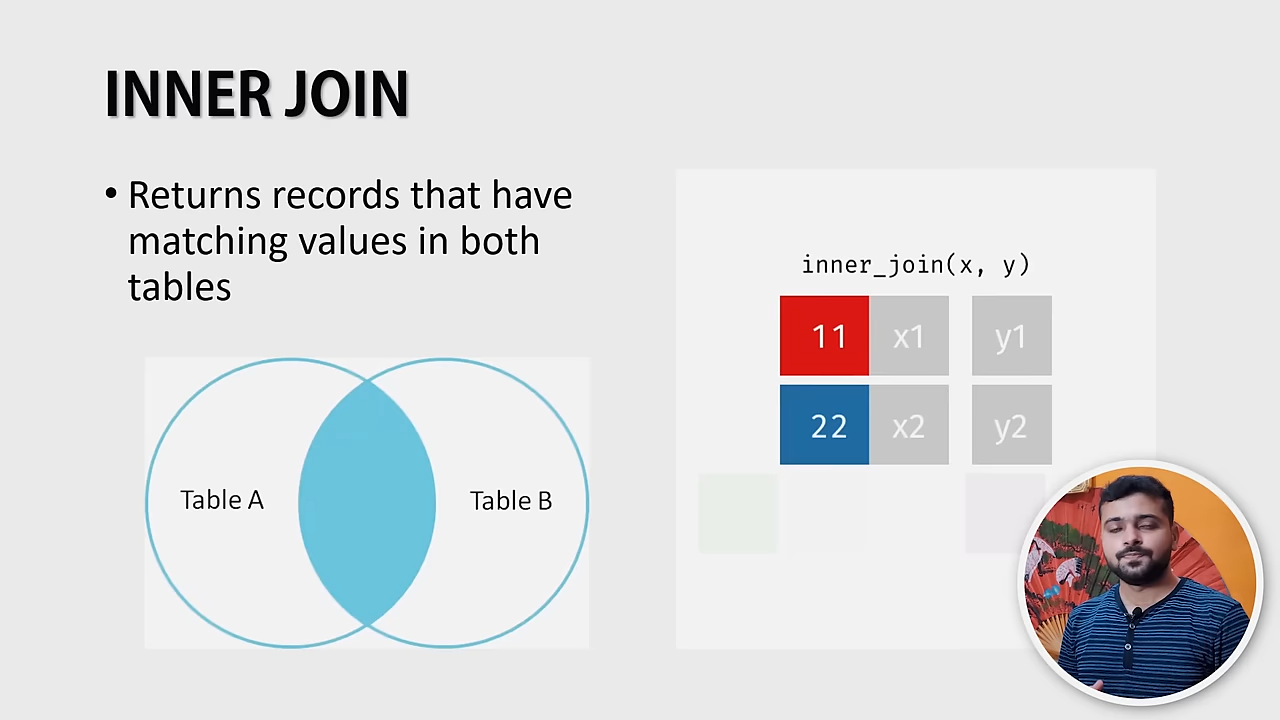 INNER JOIN
• Returns records that have
matching values in both
tables
Table A
Table B
inner_join(x, y)
11 x1 y1
22 x2 y2